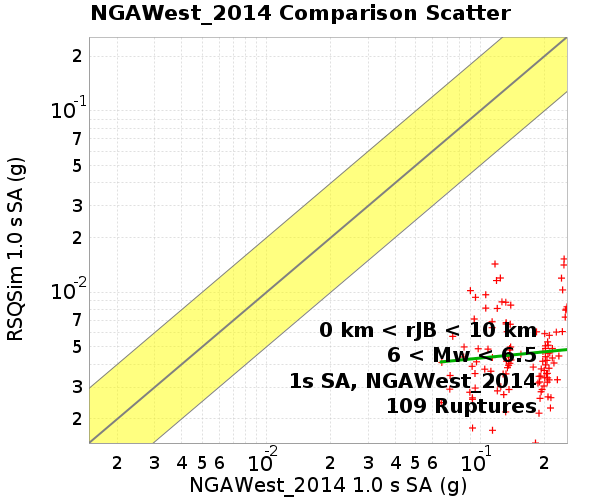 NGAWest_2014 Comparison Scatter
RSQSim 1.0 s SA (g)
2
10-1
7
5
3
2
10-2
7
5
3
2
0 km < rJB < 10 km
6 < Mw < 6.5
1s SA, NGAWest_2014
109 Ruptures
2 3 4 5 6 10-2 2 3 4 5 6 10-1 2
NGAWest_2014 1.0 s SA (g)